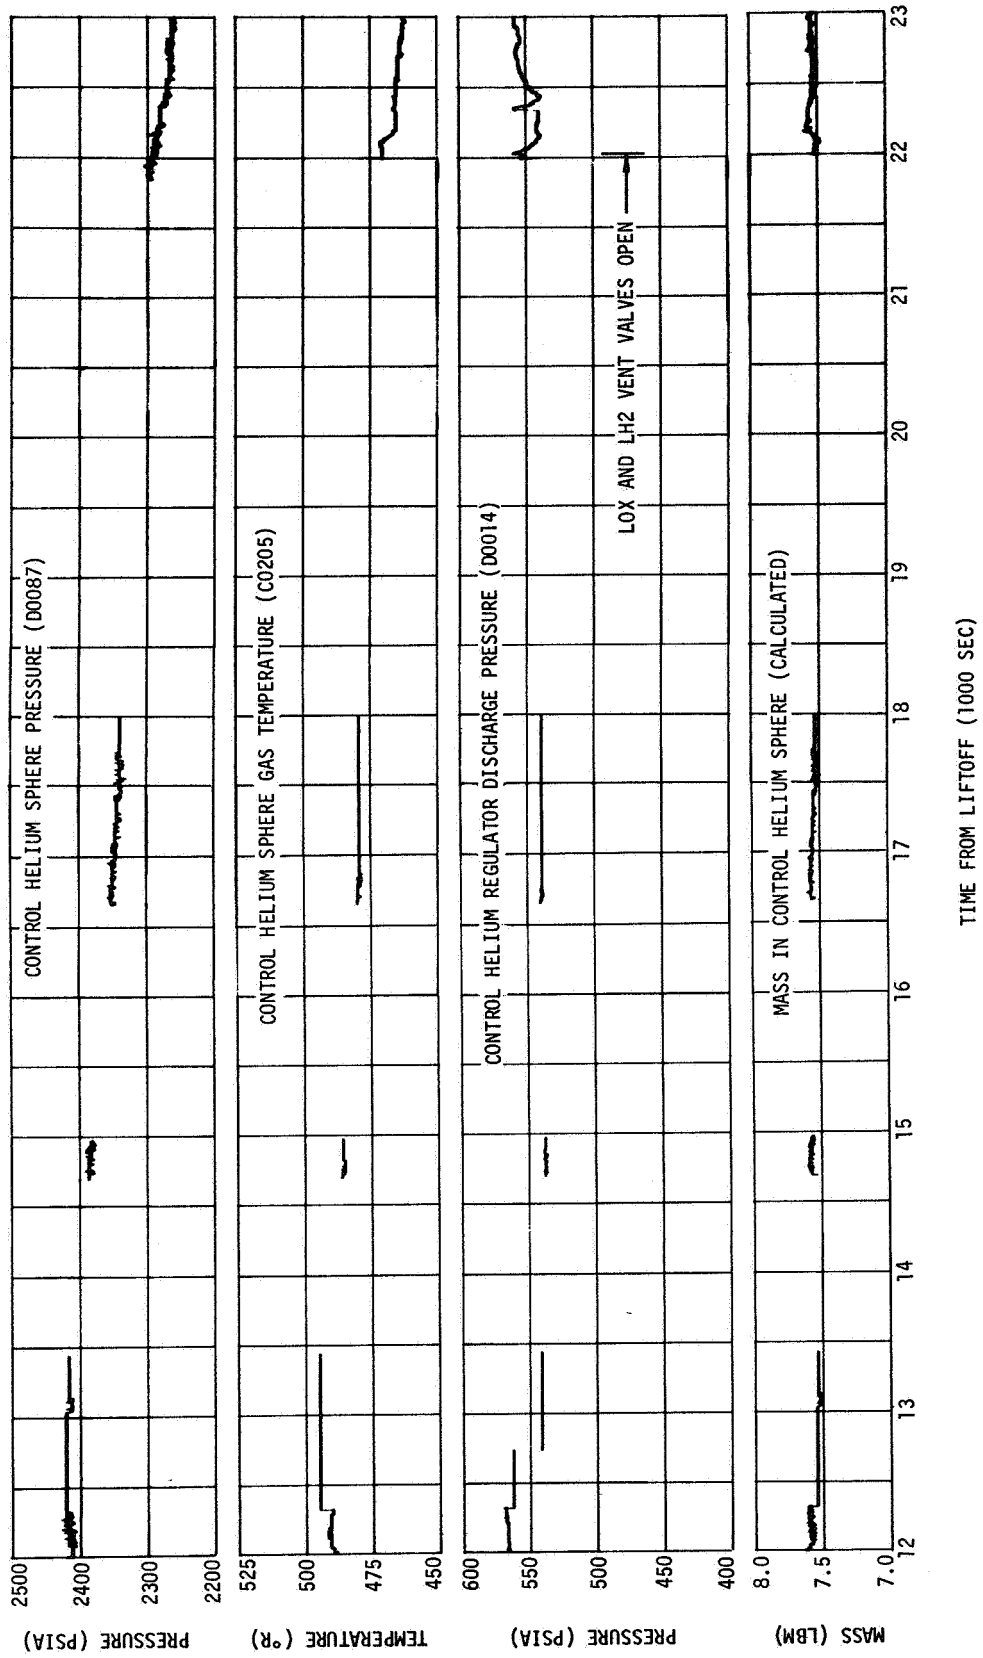 CONTROL HELIUM SPHERE PRESSURE (D0087)
PRESSURE (PSIA)
2500
2400
2300
2200
CONTROL HELIUM SPHERE GAS TEMPERATURE (C0205)
TEMPERATURE (°R)
525
500
475
450
CONTROL HELIUM REGULATOR DISCHARGE PRESSURE (D0014)
PRESSURE (PSIA)
600
550
500
450
400
LOX AND LH2 VENT VALVES OPEN
MASS IN CONTROL HELIUM SPHERE (CALCULATED)
MASS (LBM)
8.0
7.5
7.0
12 13 14 15 16 17 18 19 20 21 22 23
TIME FROM LIFTOFF (1000 SEC)